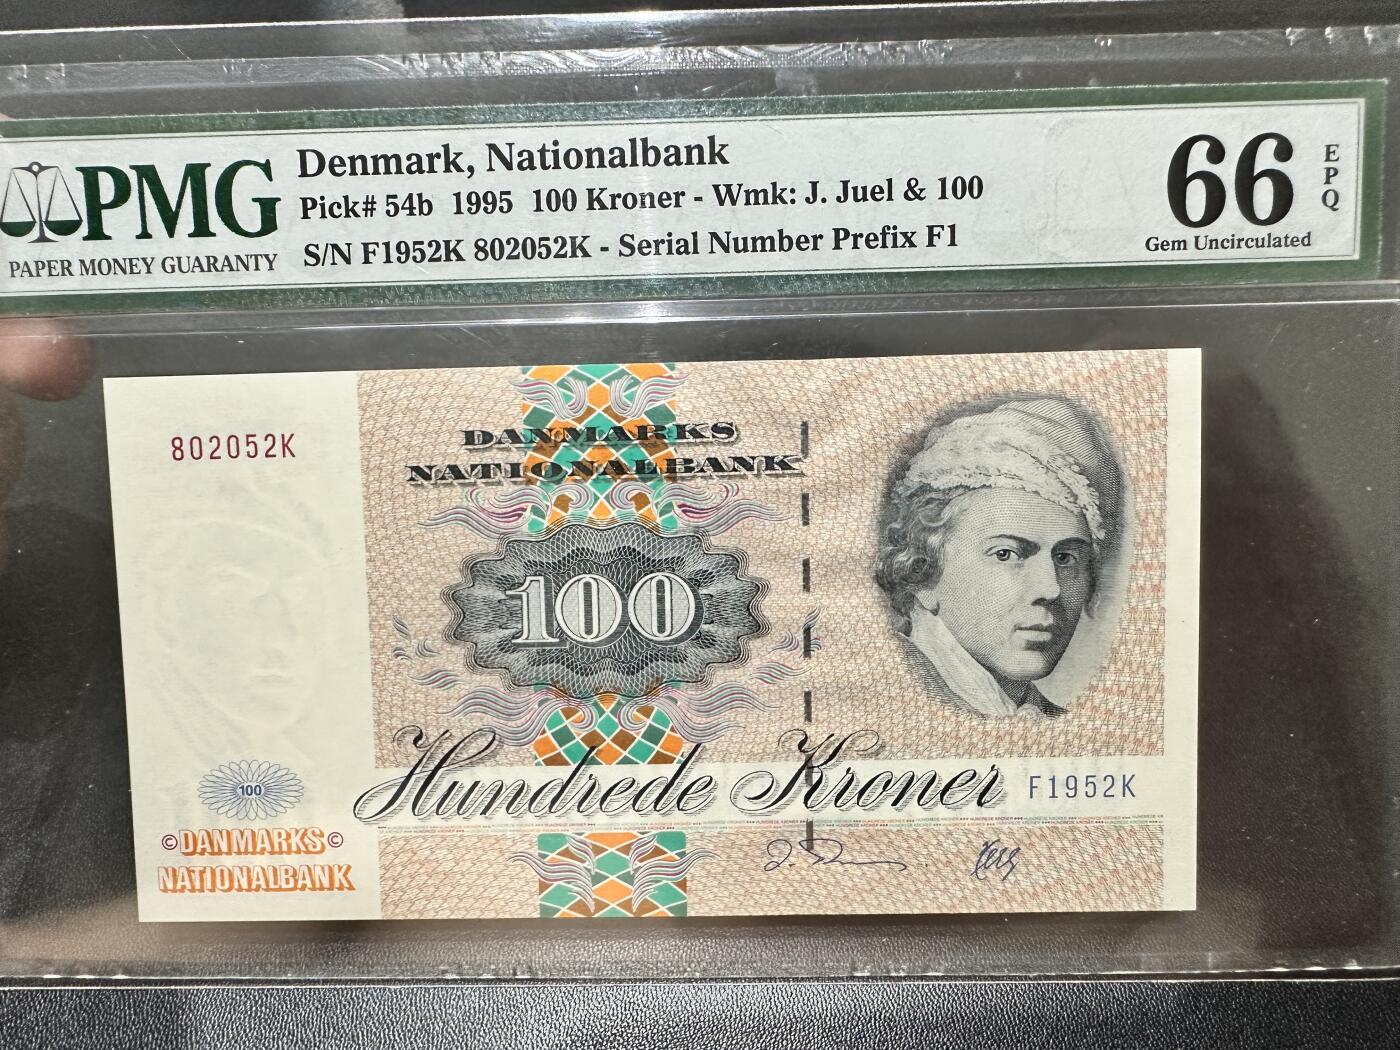 PMG
PAPER MONEY GUARANTY
Denmark, Nationalbank
Pick# 54b 1995 100 Kroner - Wmk: J. Juel & 100
S/N F1952K 802052K - Serial Number Prefix F1
66
EPQ
Gem Uncirculated
802052K
DANMARKS
NATIONALBANK
100
Hundrede Kroner
F1952K
100
©DANMARKS©
NATIONALBANK